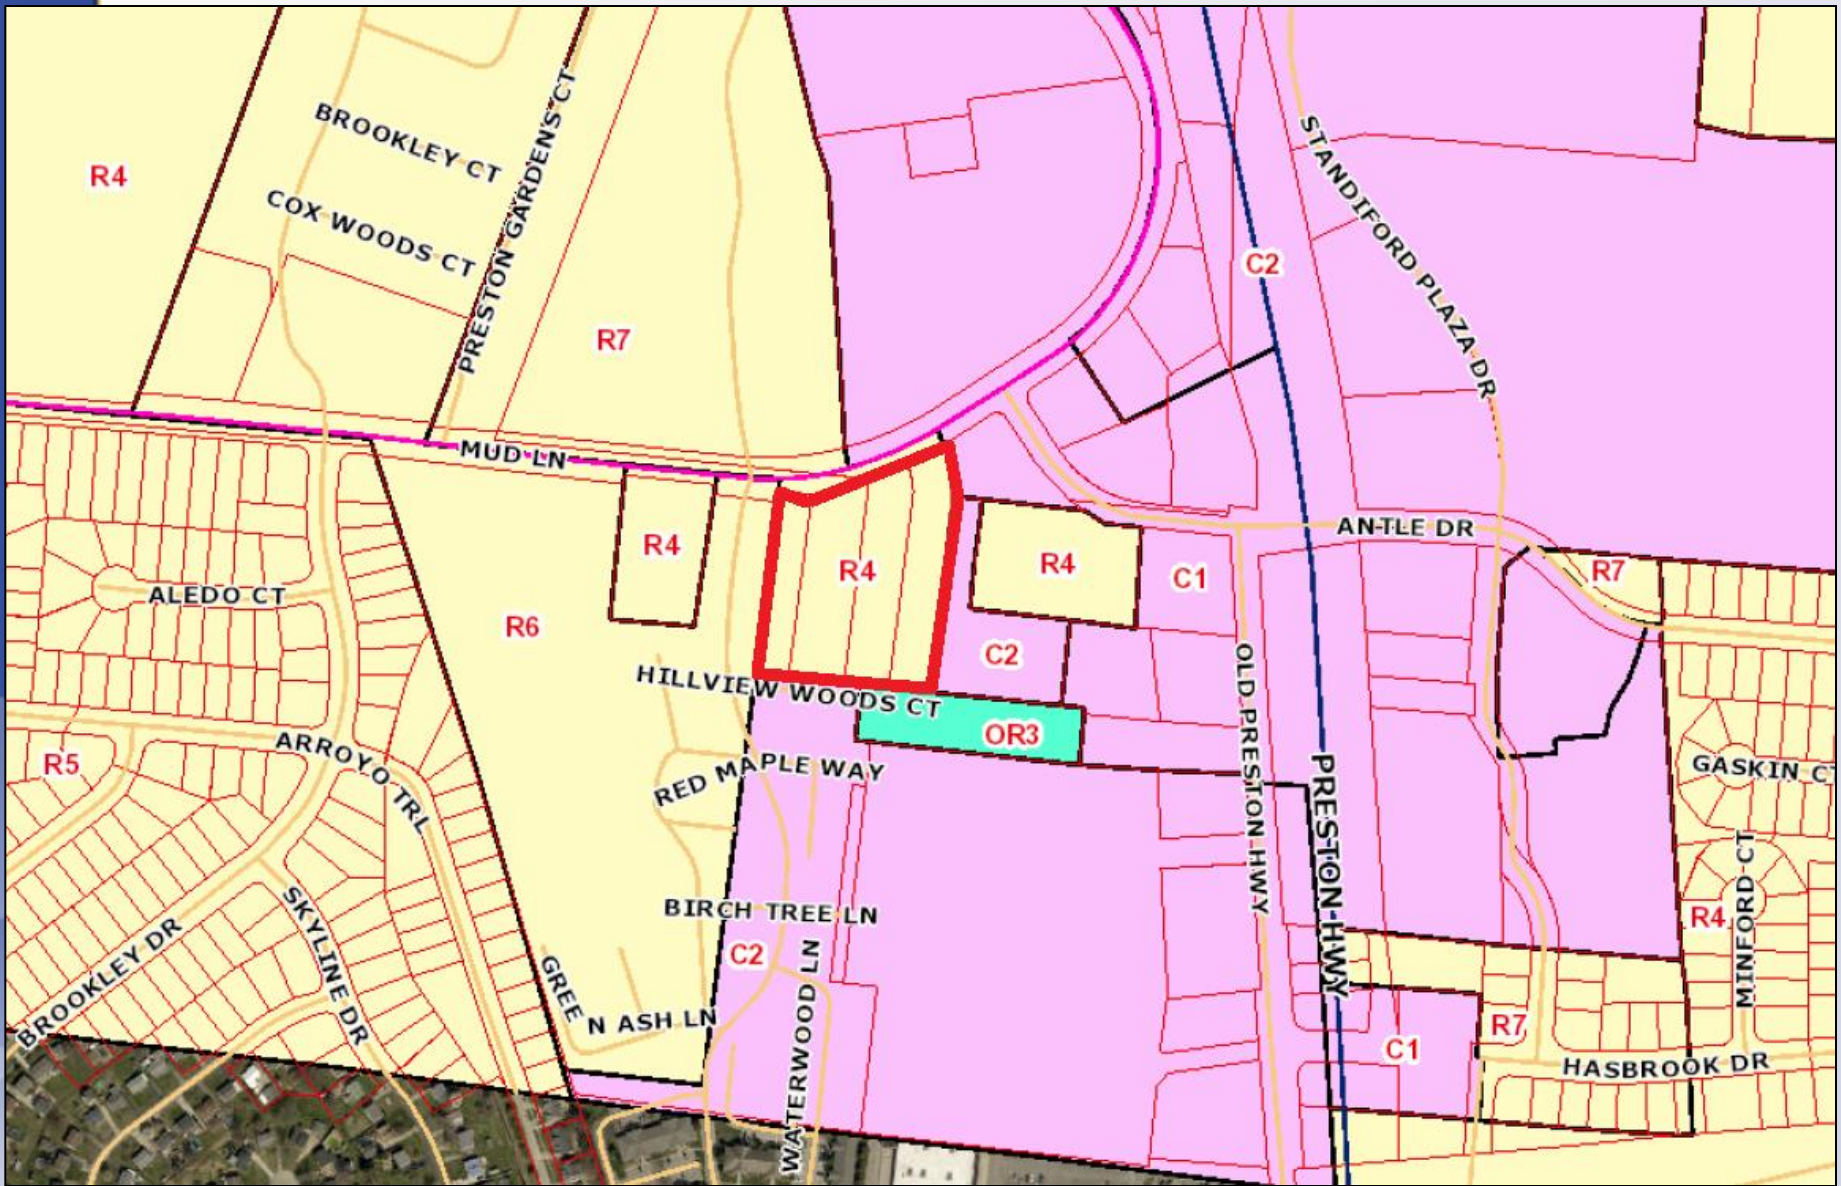 BROOKLEY CT
R4
COX WOODS CT
PRESTON GARDENS CT
STANDIFORD PLAZA DR
C2
R7
MUD LN
ANTLE DR
R4
R4
R4
C1
R7
ALEDO CT
R6
C2
HILLVIEW WOODS CT
OR3
OLD PRESTON HWY
PRESTON HWY
R5
ARROYO TRL
RED MAPLE WAY
GASKIN CT
MINFORD CT
BIRCH TREE LN
R4
C2
WATERWOOD LN
BROOKLEY DR
SKYLINE DR
GREE
N ASH LN
R7
C1
HASBROOK DR